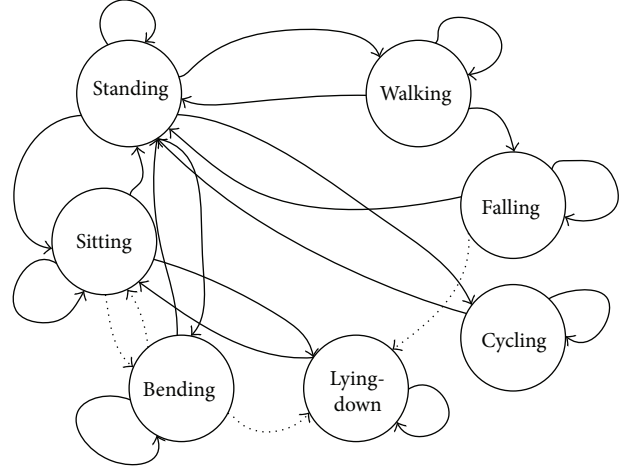 Standing
Walking
Falling
Sitting
Cycling
Bending
Lying-
down